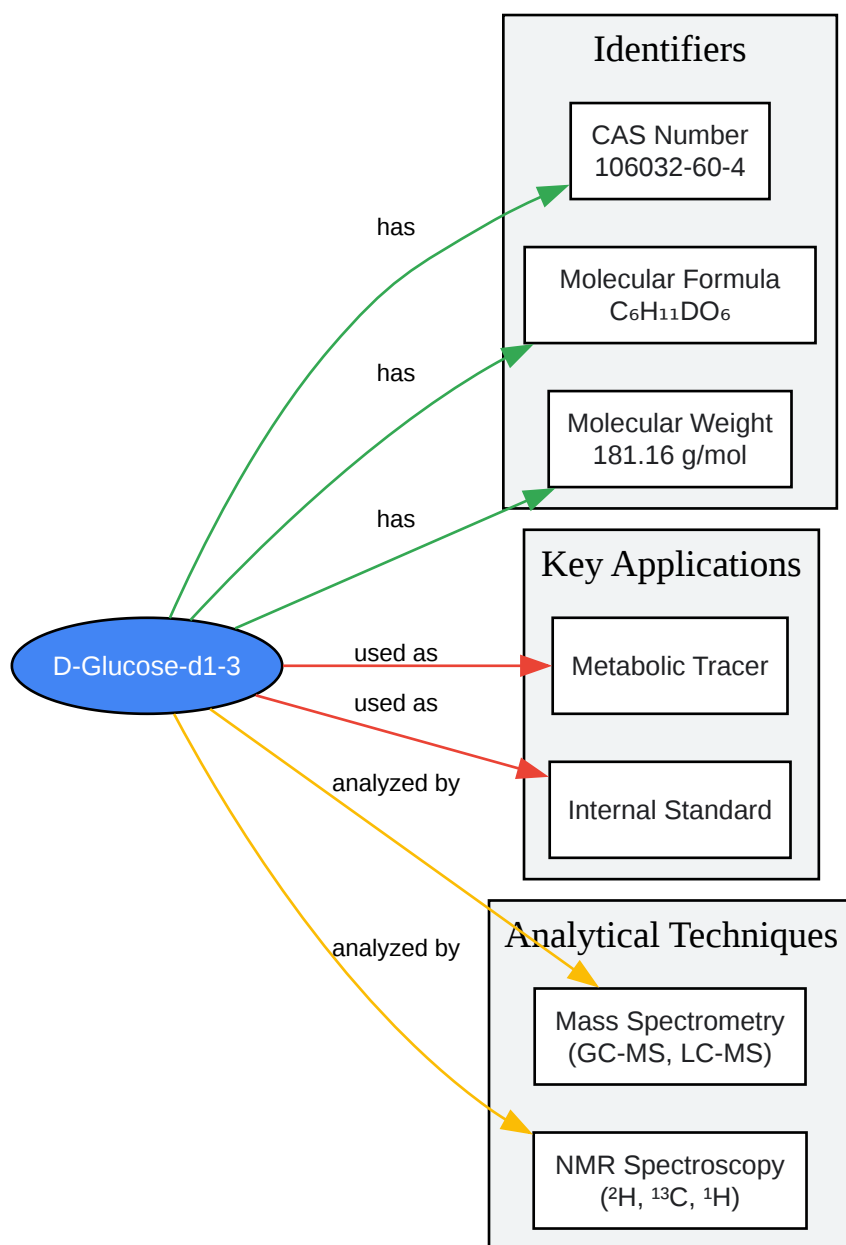 Identifiers
CAS Number
106032-60-4
has
Molecular Formula
C₆H₁₁DO₆
has
Molecular Weight
181.16 g/mol
has
Key Applications
D-Glucose-d1-3
used as
Metabolic Tracer
used as
Internal Standard
analyzed by
Analytical Techniques
analyzed by
Mass Spectrometry
(GC-MS, LC-MS)
NMR Spectroscopy
(²H, ¹³C, ¹H)